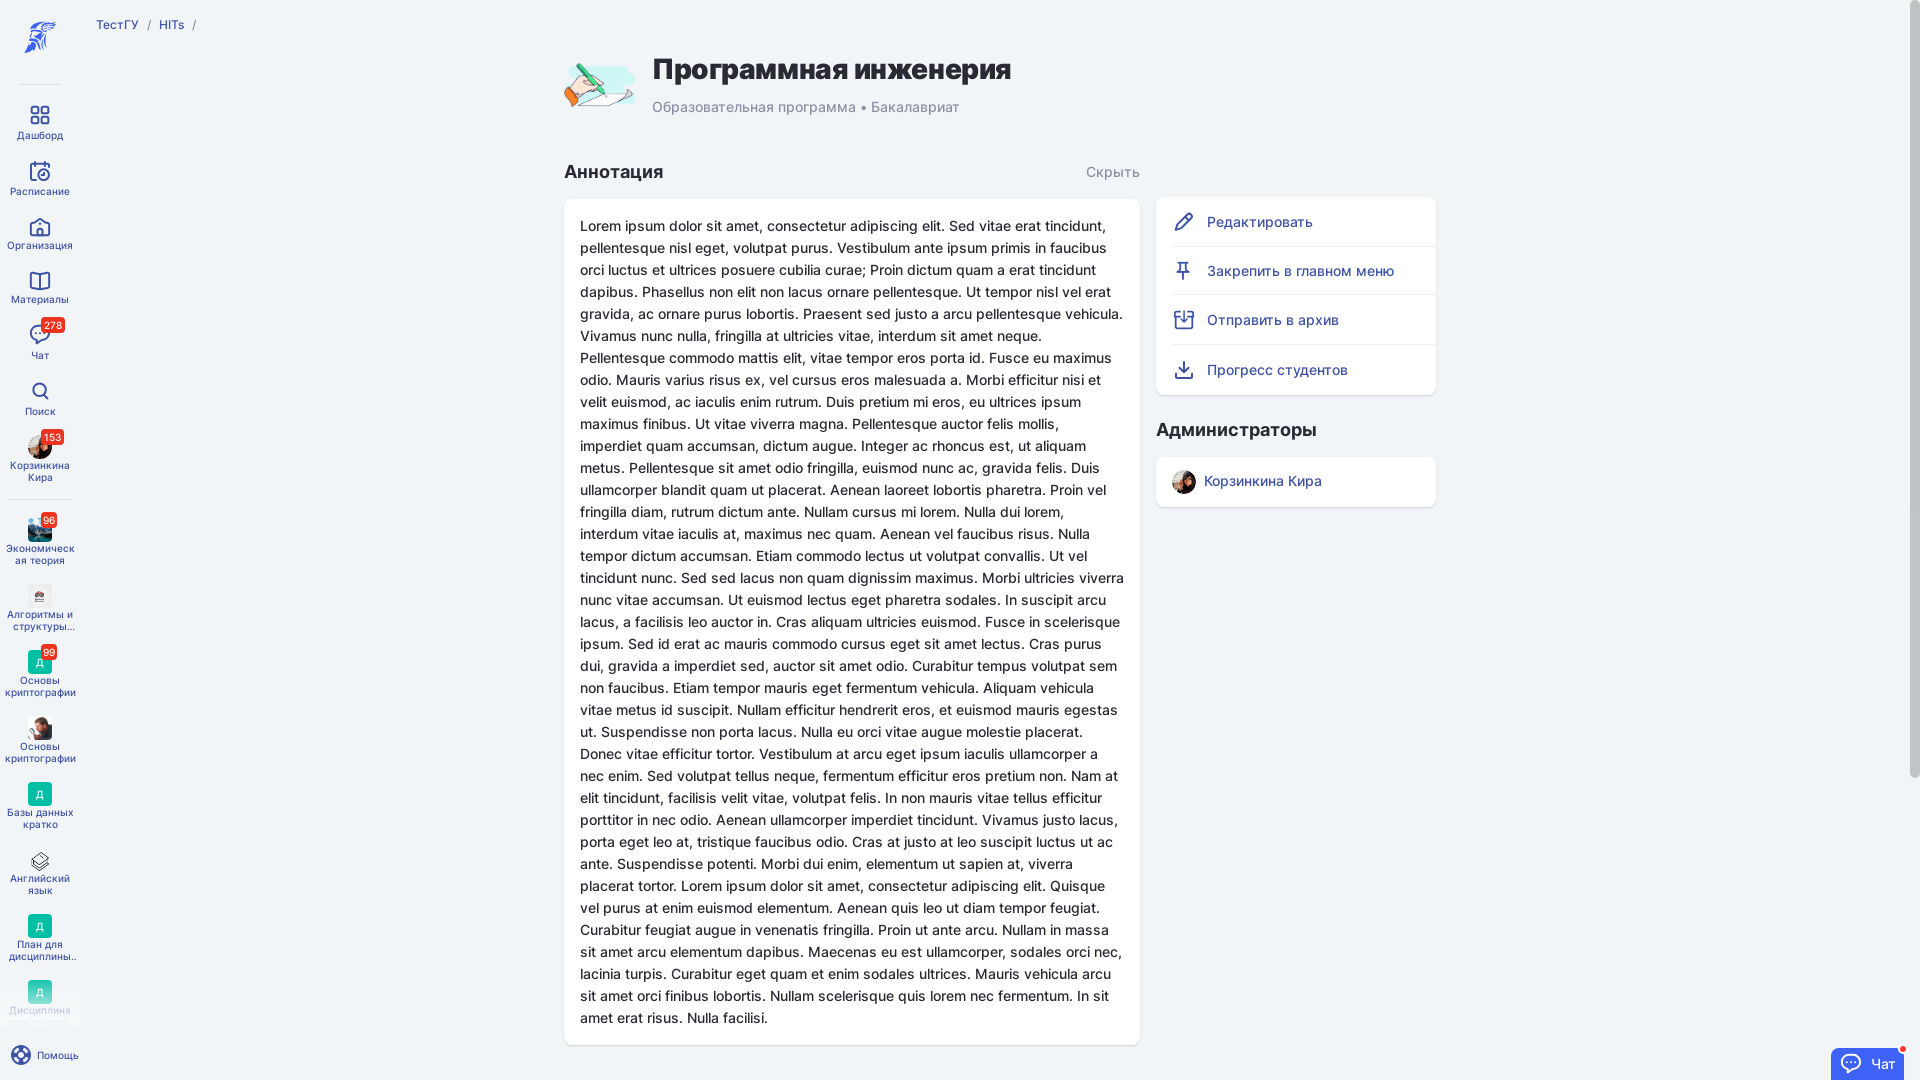 ТестГУ / HITs /
Программная инженерия
Образовательная программа • Бакалавриат
Дашборд
Расписание
Организация
Материалы
278
Чат
Поиск
153
Корзинкина
Кира
96
Экономическ
ая теория
Алгоритмы и
структуры...
Д
99
Основы
криптографии
Основы
криптографии
Д
Базы данных
кратко
Английский
язык
Д
План для
дисциплины..
Д
Дисциплина
Помощь
Аннотация
Скрыть
Lorem ipsum dolor sit amet, consectetur adipiscing elit. Sed vitae erat tincidunt,
pellentesque nisl eget, volutpat purus. Vestibulum ante ipsum primis in faucibus
orci luctus et ultrices posuere cubilia curae; Proin dictum quam a erat tincidunt
dapibus. Phasellus non elit non lacus ornare pellentesque. Ut tempor nisl vel erat
gravida, ac ornare purus lobortis. Praesent sed justo a arcu pellentesque vehicula.
Vivamus nunc nulla, fringilla at ultricies vitae, interdum sit amet neque.
Pellentesque commodo mattis elit, vitae tempor eros porta id. Fusce eu maximus
odio. Mauris varius risus ex, vel cursus eros malesuada a. Morbi efficitur nisi et
velit euismod, ac iaculis enim rutrum. Duis pretium mi eros, eu ultrices ipsum
maximus finibus. Ut vitae viverra magna. Pellentesque auctor felis mollis,
imperdiet quam accumsan, dictum augue. Integer ac rhoncus est, ut aliquam
metus. Pellentesque sit amet odio fringilla, euismod nunc ac, gravida felis. Duis
ullamcorper blandit quam ut placerat. Aenean laoreet lobortis pharetra. Proin vel
fringilla diam, rutrum dictum ante. Nullam cursus mi lorem. Nulla dui lorem,
interdum vitae iaculis at, maximus nec quam. Aenean vel faucibus risus. Nulla
tempor dictum accumsan. Etiam commodo lectus ut volutpat convallis. Ut vel
tincidunt nunc. Sed sed lacus non quam dignissim maximus. Morbi ultricies viverra
nunc vitae accumsan. Ut euismod lectus eget pharetra sodales. In suscipit arcu
lacus, a facilisis leo auctor in. Cras aliquam ultricies euismod. Fusce in scelerisque
ipsum. Sed id erat ac mauris commodo cursus eget sit amet lectus. Cras purus
dui, gravida a imperdiet sed, auctor sit amet odio. Curabitur tempus volutpat sem
non faucibus. Etiam tempor mauris eget fermentum vehicula. Aliquam vehicula
vitae metus id suscipit. Nullam efficitur hendrerit eros, et euismod mauris egestas
ut. Suspendisse non porta lacus. Nulla eu orci vitae augue molestie placerat.
Donec vitae efficitur tortor. Vestibulum at arcu eget ipsum iaculis ullamcorper a
nec enim. Sed volutpat tellus neque, fermentum efficitur eros pretium non. Nam at
elit tincidunt, facilisis velit vitae, volutpat felis. In non mauris vitae tellus efficitur
porttitor in nec odio. Aenean ullamcorper imperdiet tincidunt. Vivamus justo lacus,
porta eget leo at, tristique faucibus odio. Cras at justo at leo suscipit luctus ut ac
ante. Suspendisse potenti. Morbi dui enim, elementum ut sapien at, viverra
placerat tortor. Lorem ipsum dolor sit amet, consectetur adipiscing elit. Quisque
vel purus at enim euismod elementum. Aenean quis leo ut diam tempor feugiat.
Curabitur feugiat augue in venenatis fringilla. Proin ut ante arcu. Nullam in massa
sit amet arcu elementum dapibus. Maecenas eu est ullamcorper, sodales orci nec,
lacinia turpis. Curabitur eget quam et enim sodales ultrices. Mauris vehicula arcu
sit amet orci finibus lobortis. Nullam scelerisque quis lorem nec fermentum. In sit
amet erat risus. Nulla facilisi.
Редактировать
Закрепить в главном меню
Отправить в архив
Прогресс студентов
Администраторы
Корзинкина Кира
Чат